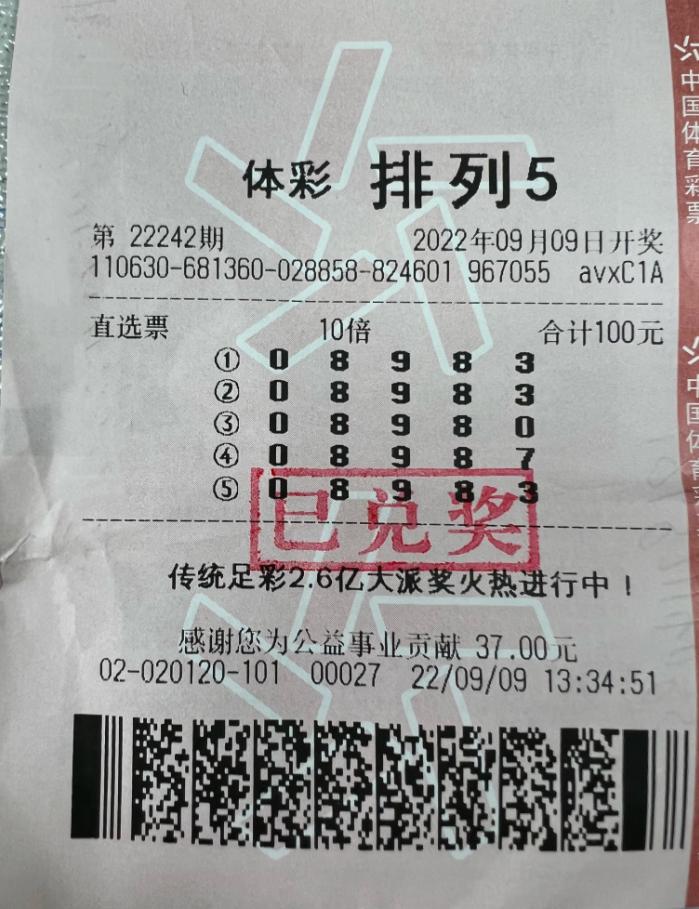 体彩 排列5
第 22242期 2022年09月09日开奖
110630-681360-028858-824601 967055 avxC1A
直选票 10倍 合计100元
① 0 8 9 8 3
② 0 8 9 8 3
③ 0 8 9 8 0
④ 0 8 9 8 7
⑤ 0 8 9 8 3
已兑奖
传统足彩2.6亿大派奖火热进行中！
感谢您为公益事业贡献 37.00元
02-020120-101 00027 22/09/09 13:34:51
中国体育彩票
中国体育